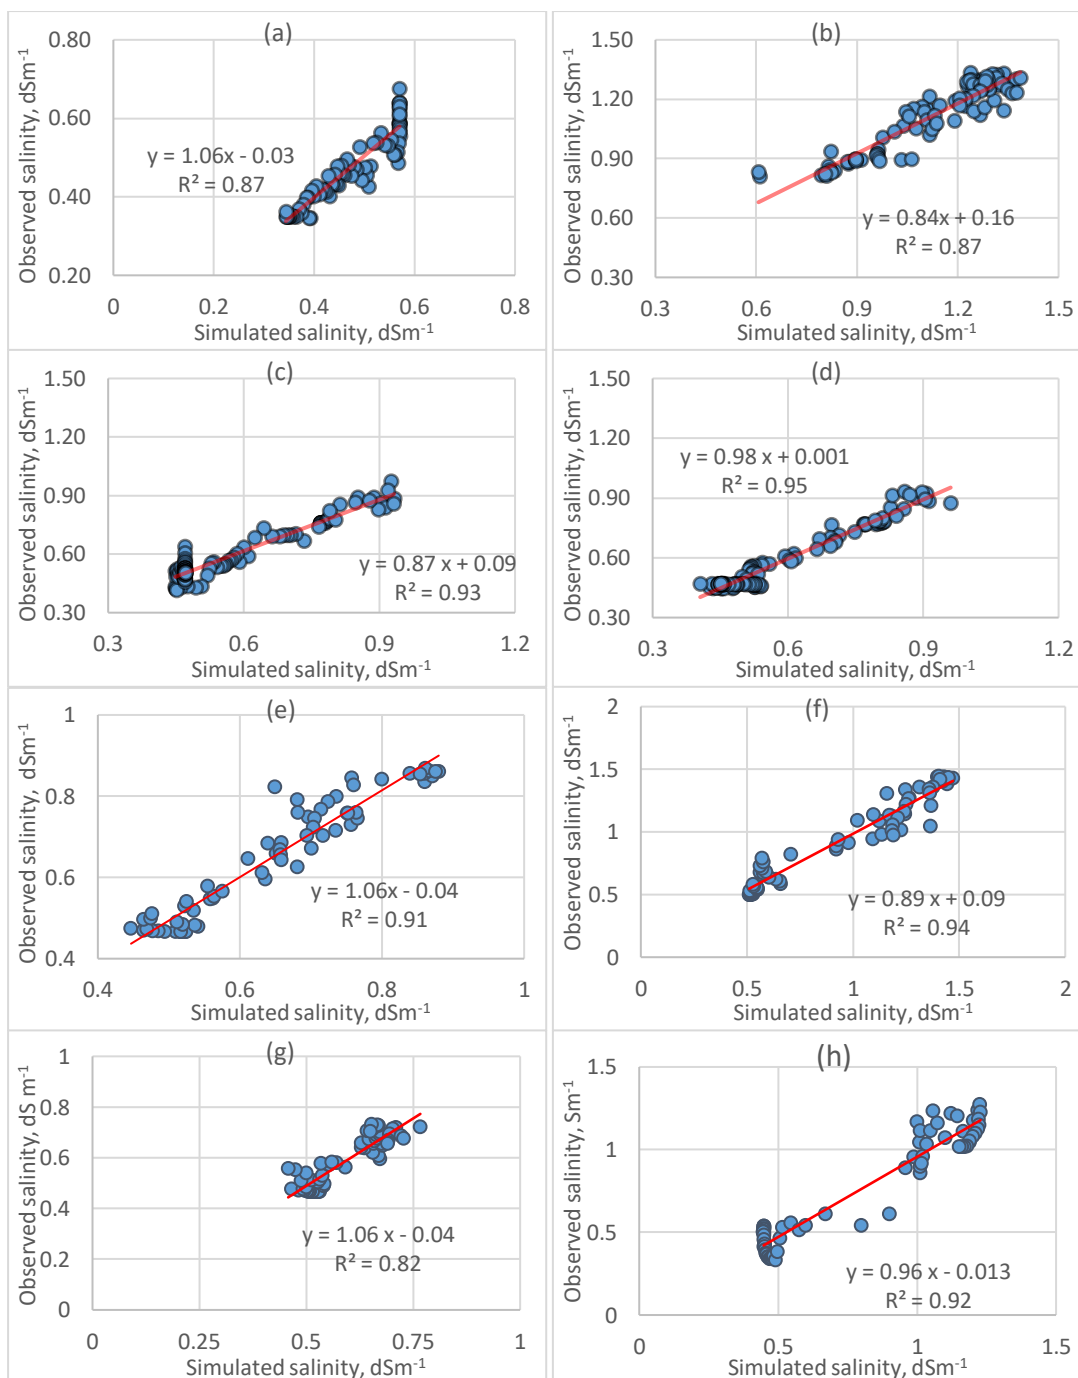 (a)
Observed salinity, dSm⁻¹
0.80
0.60
0.40
0.20
y = 1.06x - 0.03
R² = 0.87
0 0.2 0.4 0.6 0.8
Simulated salinity, dSm⁻¹
(b)
Observed salinity, dSm⁻¹
1.50
1.20
0.90
0.60
0.30
y = 0.84x + 0.16
R² = 0.87
0.3 0.6 0.9 1.2 1.5
Simulated salinity, dSm⁻¹
(c)
Observed salinity, dSm⁻¹
1.50
1.20
0.90
0.60
0.30
y = 0.87 x + 0.09
R² = 0.93
0.3 0.6 0.9 1.2
Simulated salinity, dSm⁻¹
(d)
Observed salinity, dSm⁻¹
1.50
1.20
0.90
0.60
0.30
y = 0.98 x + 0.001
R² = 0.95
0.3 0.6 0.9 1.2
Simulated salinity, dSm⁻¹
(e)
Observed salinity, dSm⁻¹
1
0.8
0.6
0.4
y = 1.06x - 0.04
R² = 0.91
0.4 0.6 0.8 1
Simulated salinity, dSm⁻¹
(f)
Observed salinity, dSm⁻¹
2
1.5
1
0.5
0
y = 0.89 x + 0.09
R² = 0.94
0 0.5 1 1.5 2
Simulated salinity, dSm⁻¹
(g)
Observed salinity, dS m⁻¹
1
0.8
0.6
0.4
0.2
0
y = 1.06 x - 0.04
R² = 0.82
0 0.25 0.5 0.75 1
Simulated salinity, dSm⁻¹
(h)
Observed salinity, Sm⁻¹
1.5
1
0.5
0
y = 0.96 x - 0.013
R² = 0.92
0 0.5 1 1.5
Simulated salinity, dSm⁻¹